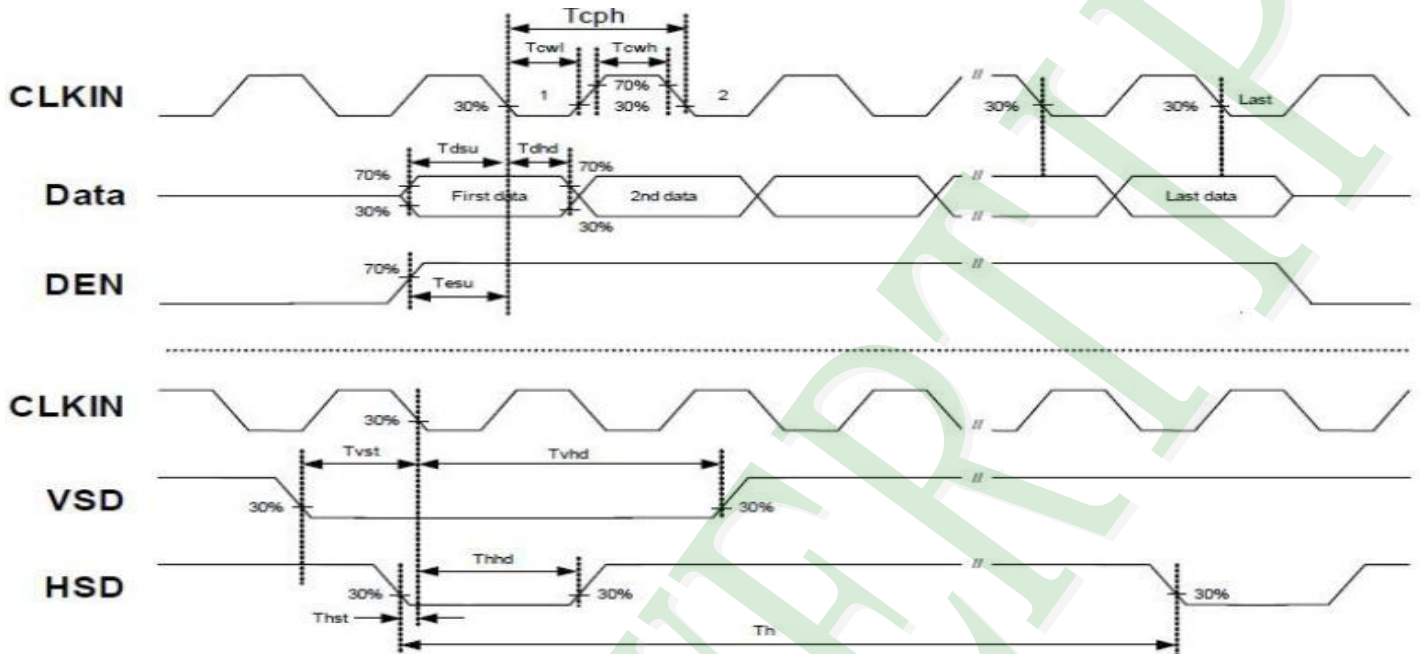 Tcph
Tcwl Tcwh
CLKIN 30% 1 70% 30% 2 // 30% 30% Last
Tdsu Tdhd
Data 70% 30% First data 70% 30% 2nd data // // Last data
DEN 70% Tesu //
CLKIN 30% //
Tvst Tvhd
VSD 30% 30% //
Thhd
HSD 30% 30% // 30%
Thst
Th